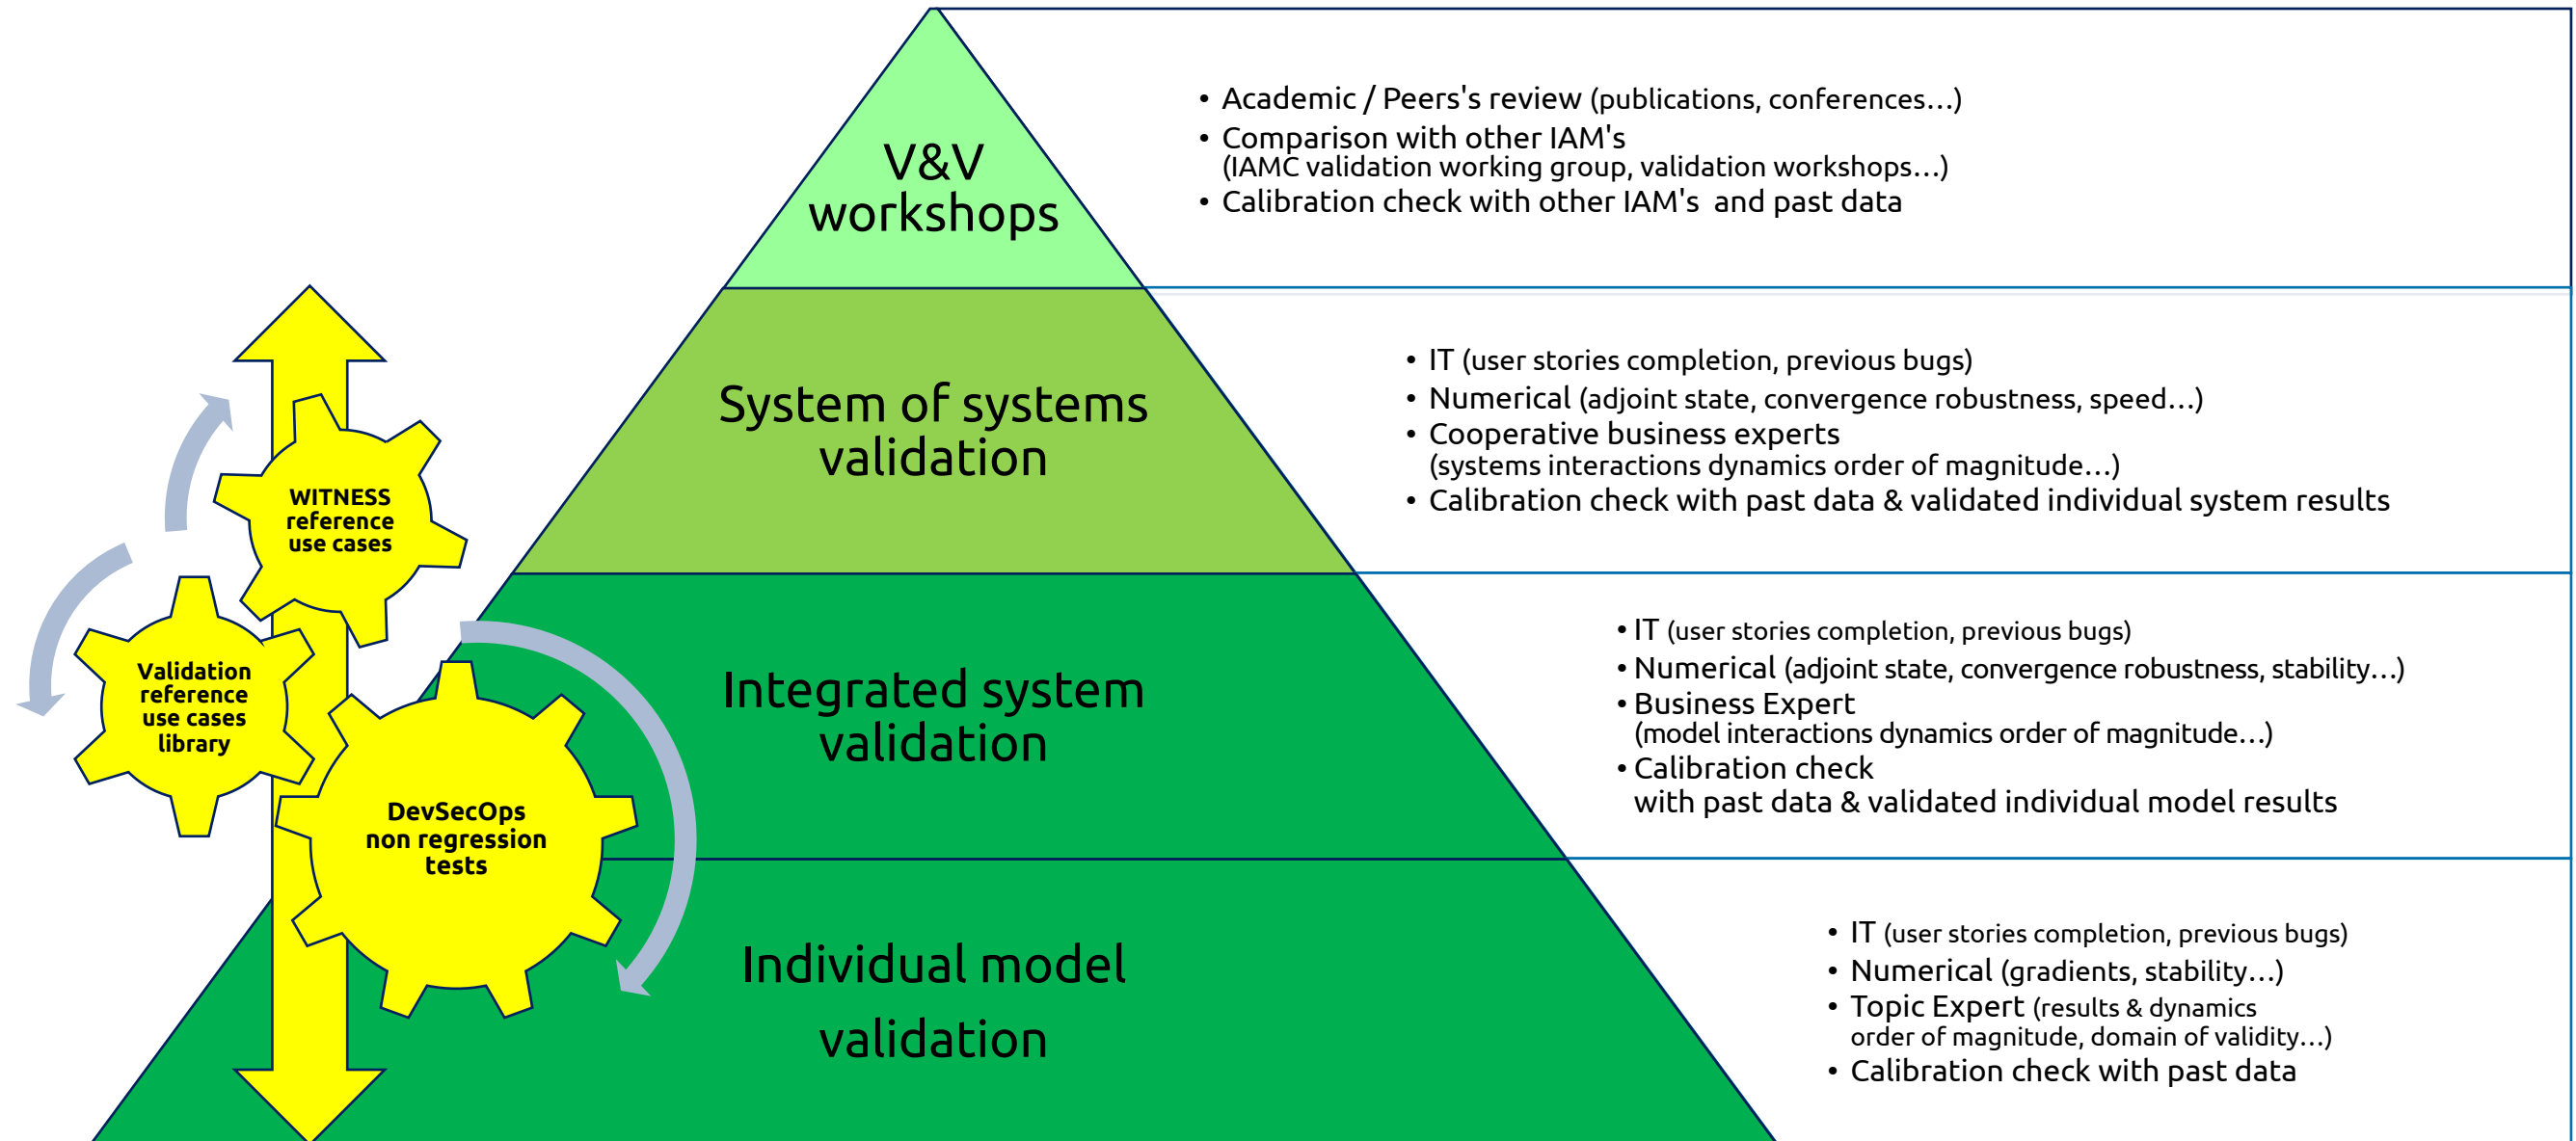 V&V
workshops
• Academic / Peers's review (publications, conferences…)
• Comparison with other IAM's
(IAMC validation working group, validation workshops…)
• Calibration check with other IAM's  and past data
System of systems
validation
• IT (user stories completion, previous bugs)
• Numerical (adjoint state, convergence robustness, speed…)
• Cooperative business experts
(systems interactions dynamics order of magnitude…)
• Calibration check with past data & validated individual system results
WITNESS
reference
use cases
Validation
reference
use cases
library
Integrated system
validation
• IT (user stories completion, previous bugs)
• Numerical (adjoint state, convergence robustness, stability…)
• Business Expert
(model interactions dynamics order of magnitude…)
• Calibration check
with past data & validated individual model results
DevSecOps
non regression
tests
Individual model
validation
• IT (user stories completion, previous bugs)
• Numerical (gradients, stability…)
• Topic Expert (results & dynamics
order of magnitude, domain of validity…)
• Calibration check with past data